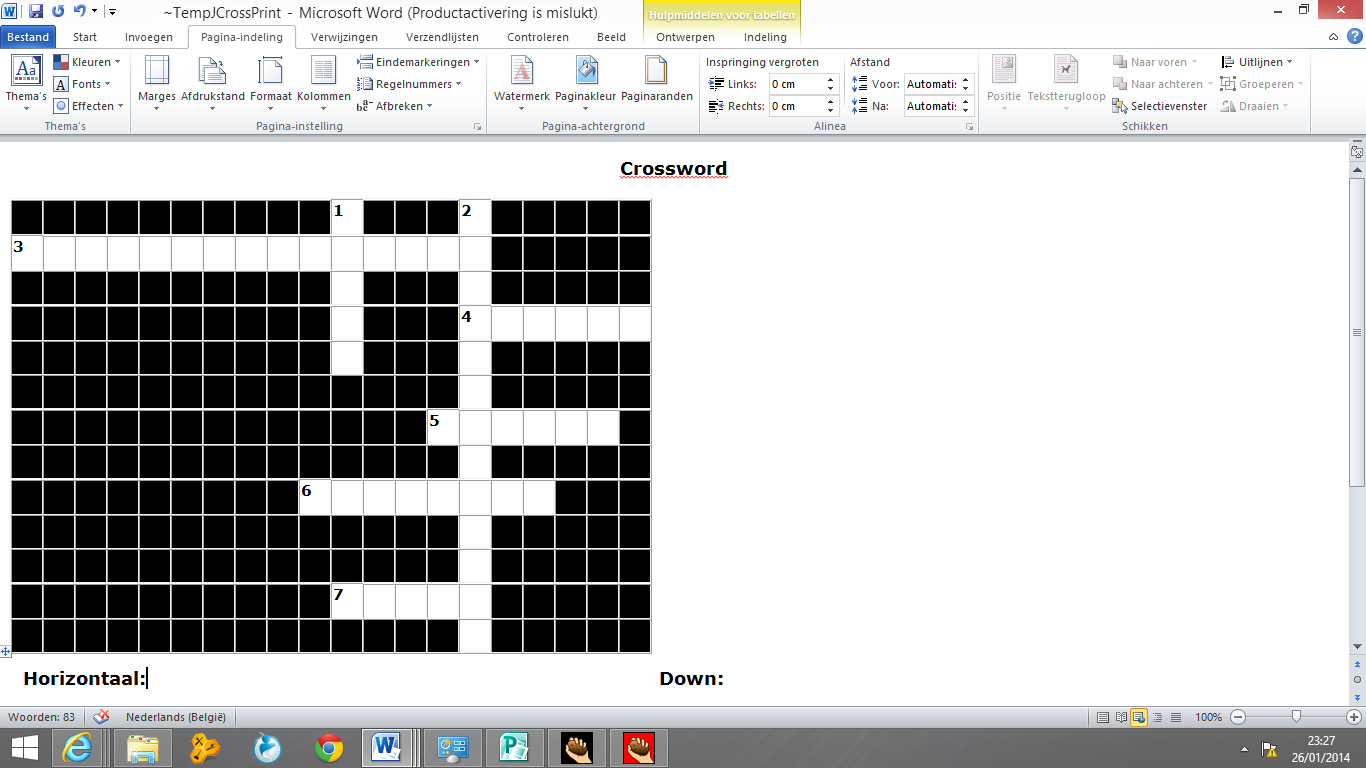 ~TempJCrossPrint - Microsoft Word (Productactivering is mislukt)
Hulpmiddelen voor tabellen
Bestand Start Invoegen Pagina-indeling Verwijzingen Verzendlijsten Controleren Beeld Ontwerpen Indeling
Thema's
Kleuren
Fonts
Effecten
Thema's
Marges Afdrukstand Formaat Kolommen
Eindemarkeringen
Regelnummers
Afbreken
Pagina-instelling
Watermerk Paginakleur Paginaranden
Pagina-achtergrond
Inspringing vergroten Afstand
Links: 0 cm Voor: Automati:
Rechts: 0 cm Na: Automati:
Alinea
Positie Tekstterugloop
Naar voren
Naar achteren
Selectievenster
Uitlijnen
Groeperen
Draaien
Schikken
Crossword
1 2
3
4
5
6
7
Horizontaal: Down:
Woorden: 83 Nederlands (België) 100%
23:27
26/01/2014